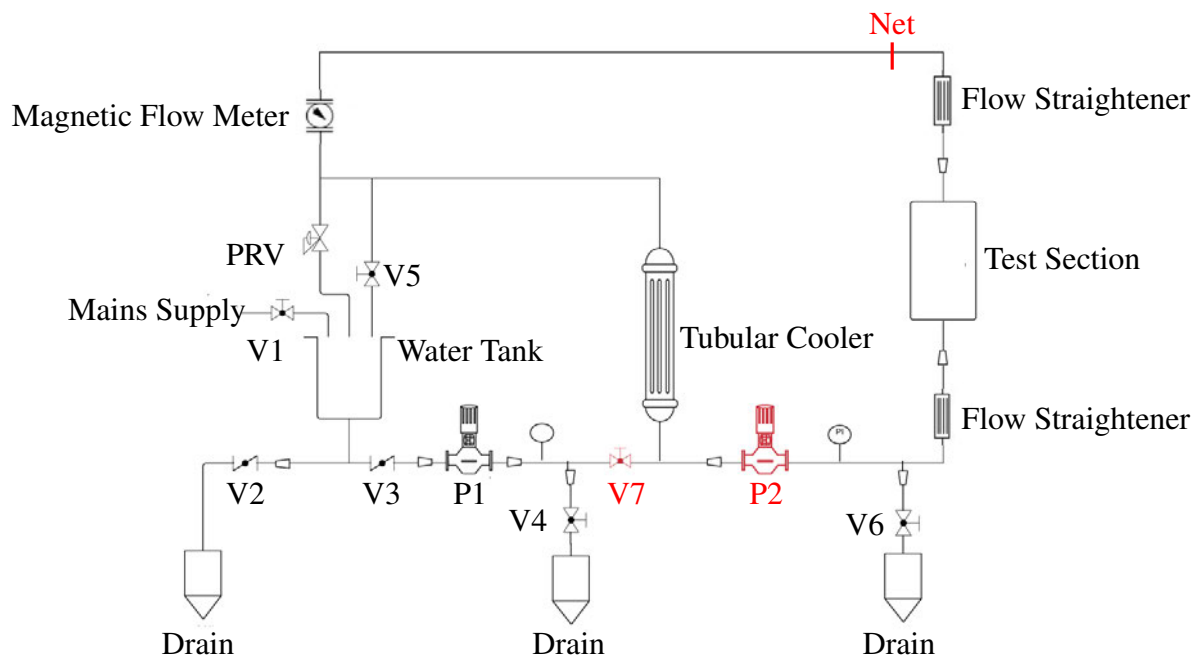 Net
Magnetic Flow Meter
Flow Straightener
PRV
V5
Test Section
Mains Supply
V1
Water Tank
Tubular Cooler
PI
Flow Straightener
V2
V3
P1
V7
P2
V4
V6
Drain
Drain
Drain